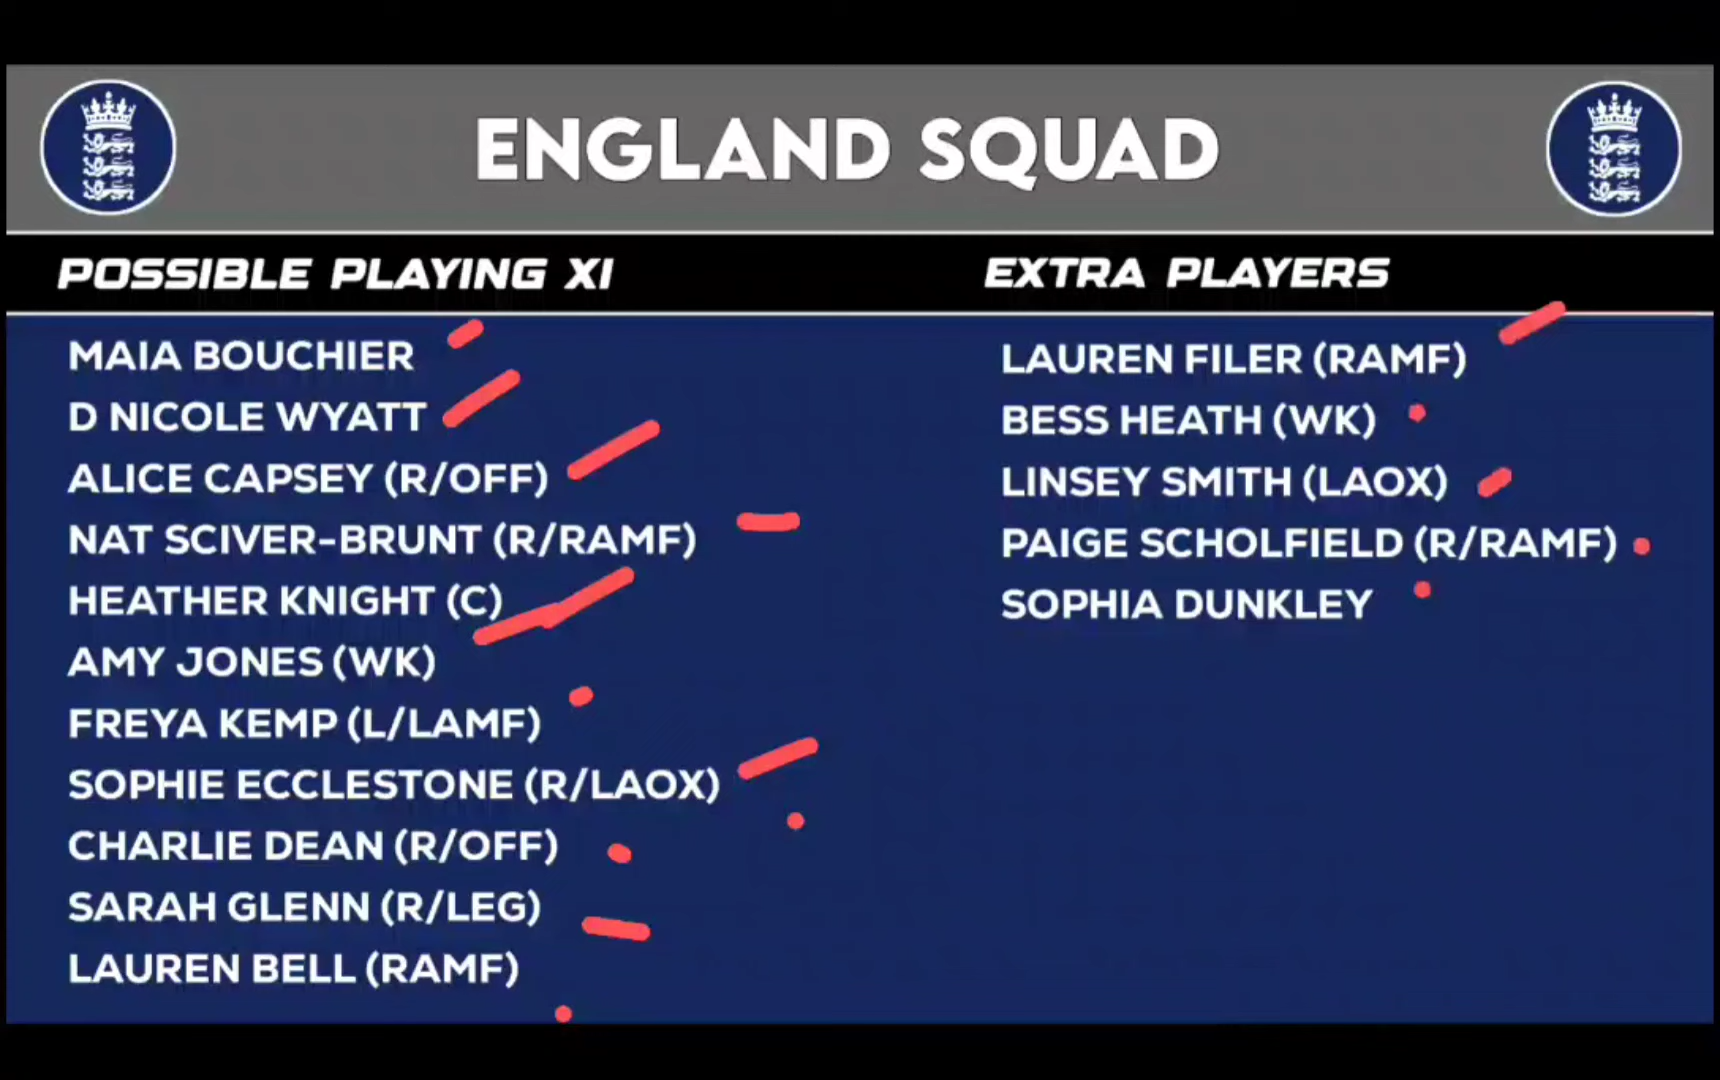 ENGLAND SQUAD
POSSIBLE PLAYING XI
MAIA BOUCHIER
D NICOLE WYATT
ALICE CAPSEY (R/OFF)
NAT SCIVER-BRUNT (R/RAMF)
HEATHER KNIGHT (C)
AMY JONES (WK)
FREYA KEMP (L/LAMF)
SOPHIE ECCLESTONE (R/LAOX)
CHARLIE DEAN (R/OFF)
SARAH GLENN (R/LEG)
LAUREN BELL (RAMF)
EXTRA PLAYERS
LAUREN FILER (RAMF)
BESS HEATH (WK)
LINSEY SMITH (LAOX)
PAIGE SCHOLFIELD (R/RAMF)
SOPHIA DUNKLEY